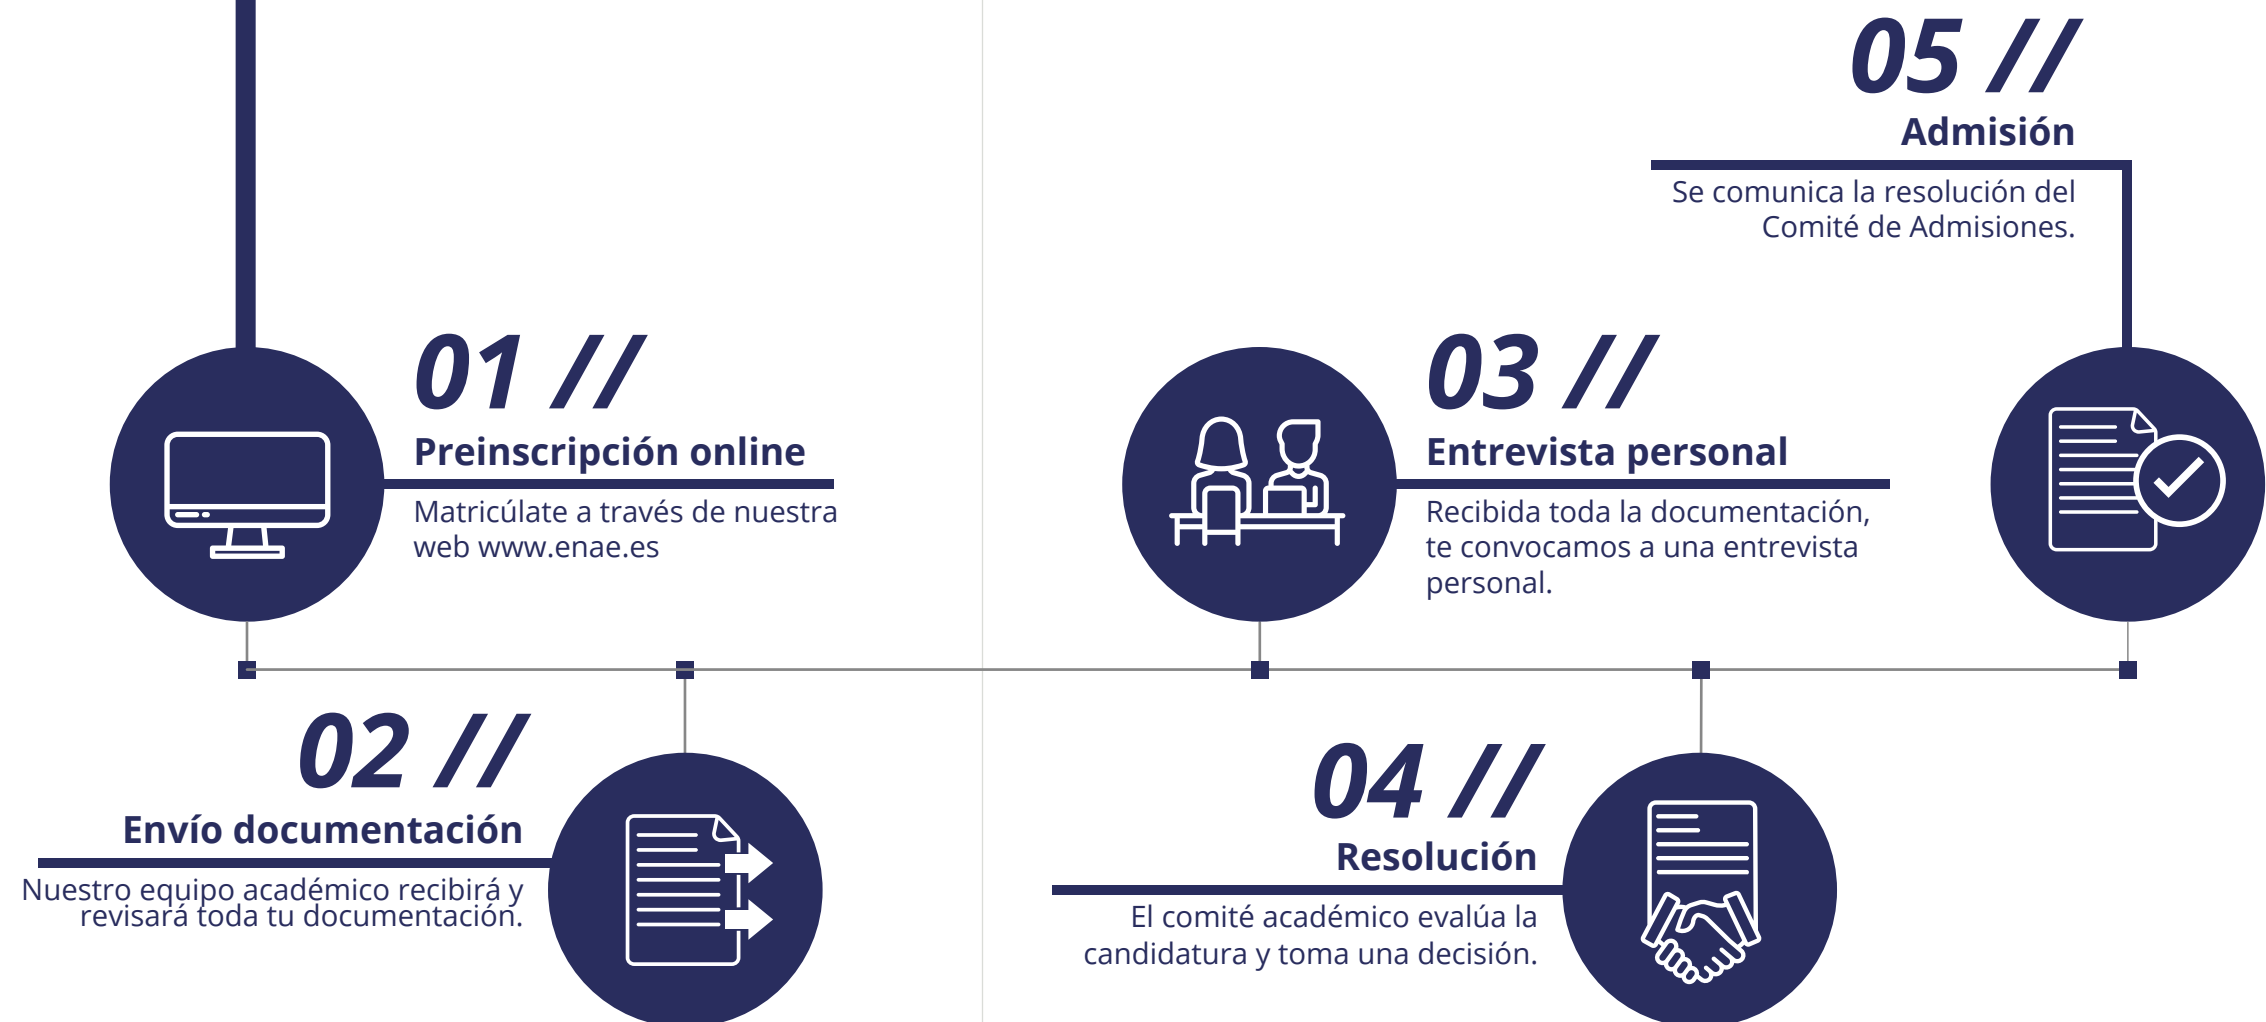 01 //
Preinscripción online
Matricúlate a través de nuestra
web www.enae.es
02 //
Envío documentación
Nuestro equipo académico recibirá y
revisará toda tu documentación.
03 //
Entrevista personal
Recibida toda la documentación,
te convocamos a una entrevista
personal.
04 //
Resolución
El comité académico evalúa la
candidatura y toma una decisión.
05 //
Admisión
Se comunica la resolución del
Comité de Admisiones.